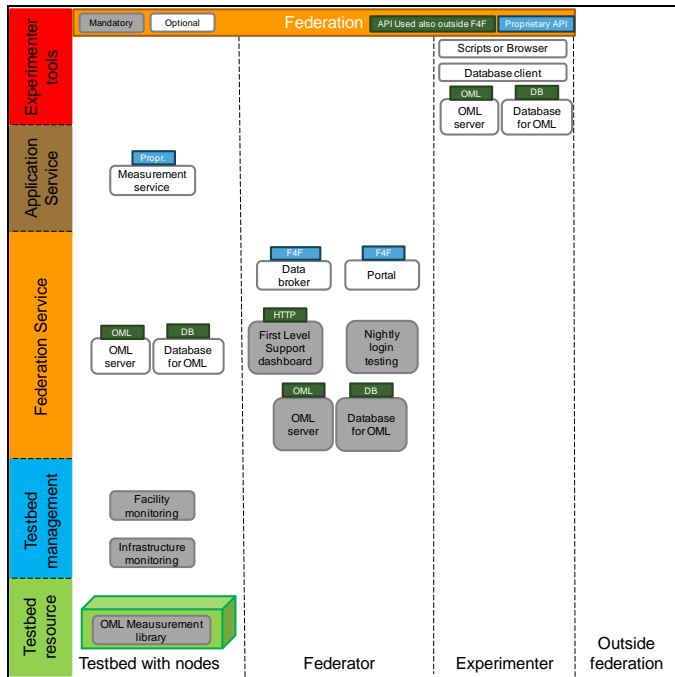 Mandatory
Optional
Federation
API Used also outside F4F
Proprietary API
Experimenter
tools
Scripts or Browser
Database client
OML
OML
server
DB
Database
for OML
Application
Service
Propr.
Measurement
service
Federation Service
F4F
Data
broker
F4F
Portal
OML
OML
server
DB
Database
for OML
HTTP
First Level
Support
dashboard
Nightly
login
testing
OML
OML
server
DB
Database
for OML
Testbed
management
Facility
monitoring
Infrastructure
monitoring
Testbed
resource
OML Meausurement
library
Testbed with nodes
Federator
Experimenter
Outside
federation